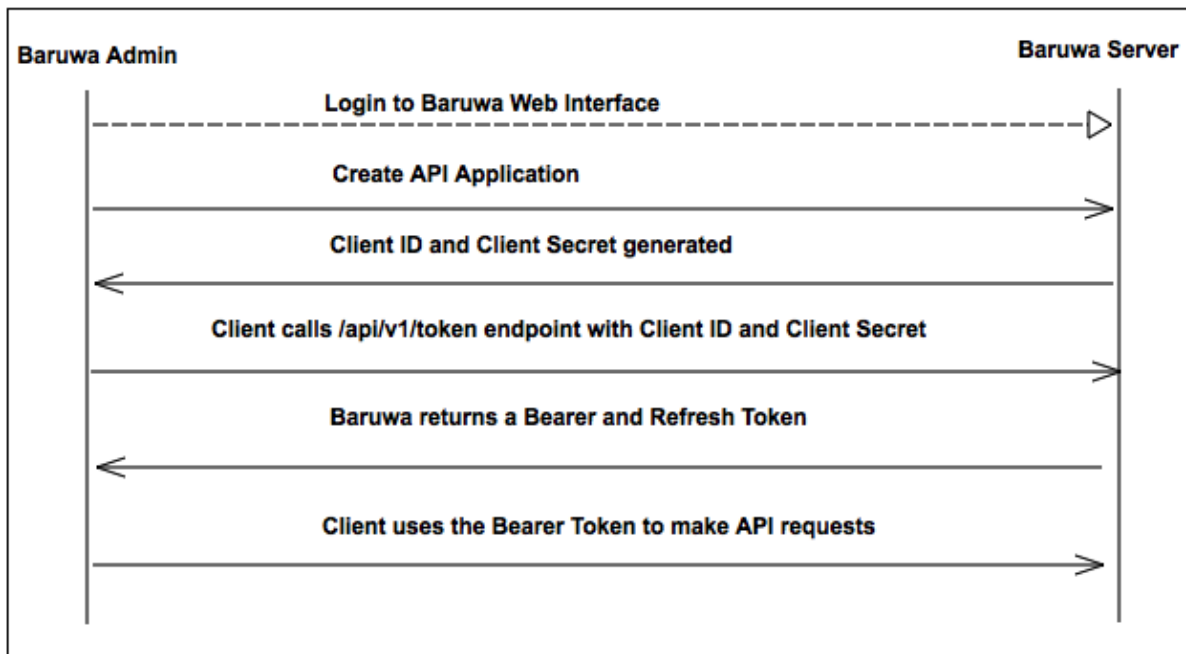 Baruwa Admin
Baruwa Server
Login to Baruwa Web Interface
Create API Application
Client ID and Client Secret generated
Client calls /api/v1/token endpoint with Client ID and Client Secret
Baruwa returns a Bearer and Refresh Token
Client uses the Bearer Token to make API requests